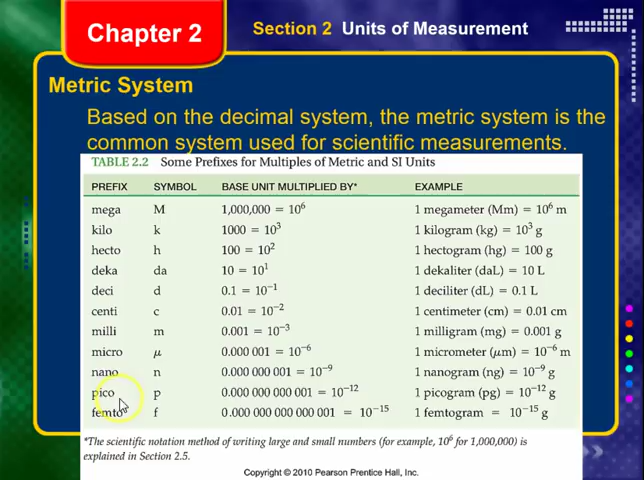 Chapter 2
Section 2 Units of Measurement
Metric System
Based on the decimal system, the metric system is the
common system used for scientific measurements.
TABLE 2.2 Some Prefixes for Multiples of Metric and SI Units
PREFIX SYMBOL BASE UNIT MULTIPLIED BY* EXAMPLE
mega M 1,000,000 = 10⁶ 1 megameter (Mm) = 10⁶ m
kilo k 1000 = 10³ 1 kilogram (kg) = 10³ g
hecto h 100 = 10² 1 hectogram (hg) = 100 g
deka da 10 = 10¹ 1 dekaliter (daL) = 10 L
deci d 0.1 = 10⁻¹ 1 deciliter (dL) = 0.1 L
centi c 0.01 = 10⁻² 1 centimeter (cm) = 0.01 cm
milli m 0.001 = 10⁻³ 1 milligram (mg) = 0.001 g
micro μ 0.000 001 = 10⁻⁶ 1 micrometer (μm) = 10⁻⁶ m
nano n 0.000 000 001 = 10⁻⁹ 1 nanogram (ng) = 10⁻⁹ g
pico p 0.000 000 000 001 = 10⁻¹² 1 picogram (pg) = 10⁻¹² g
femto f 0.000 000 000 000 001 = 10⁻¹⁵ 1 femtogram = 10⁻¹⁵ g
*The scientific notation method of writing large and small numbers (for example, 10⁶ for 1,000,000) is
explained in Section 2.5.
Copyright © 2010 Pearson Prentice Hall, Inc.